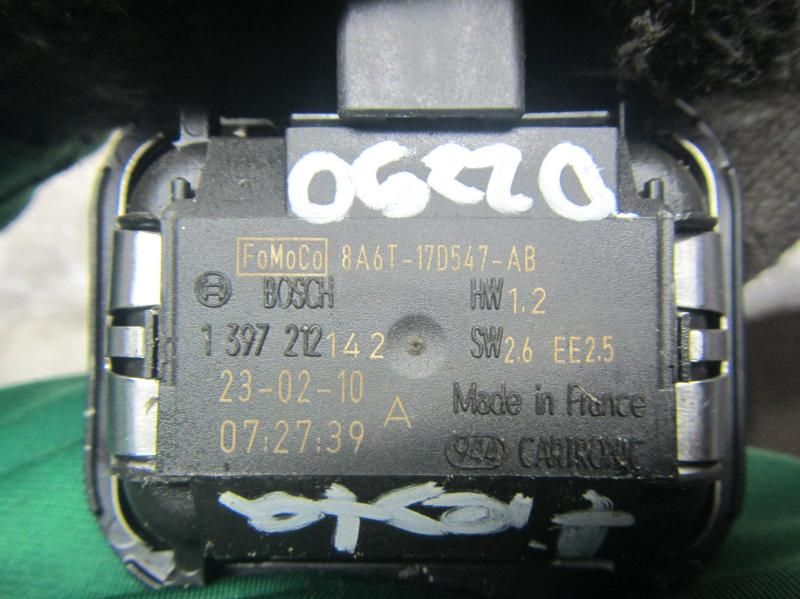 FoMoCo 8A6T-17D547-AB
BOSCH HW 1.2
1 397 212 142 SW 2.6 EE2.5
23-02-10 A Made in France
07:27:39 CARTRONIC